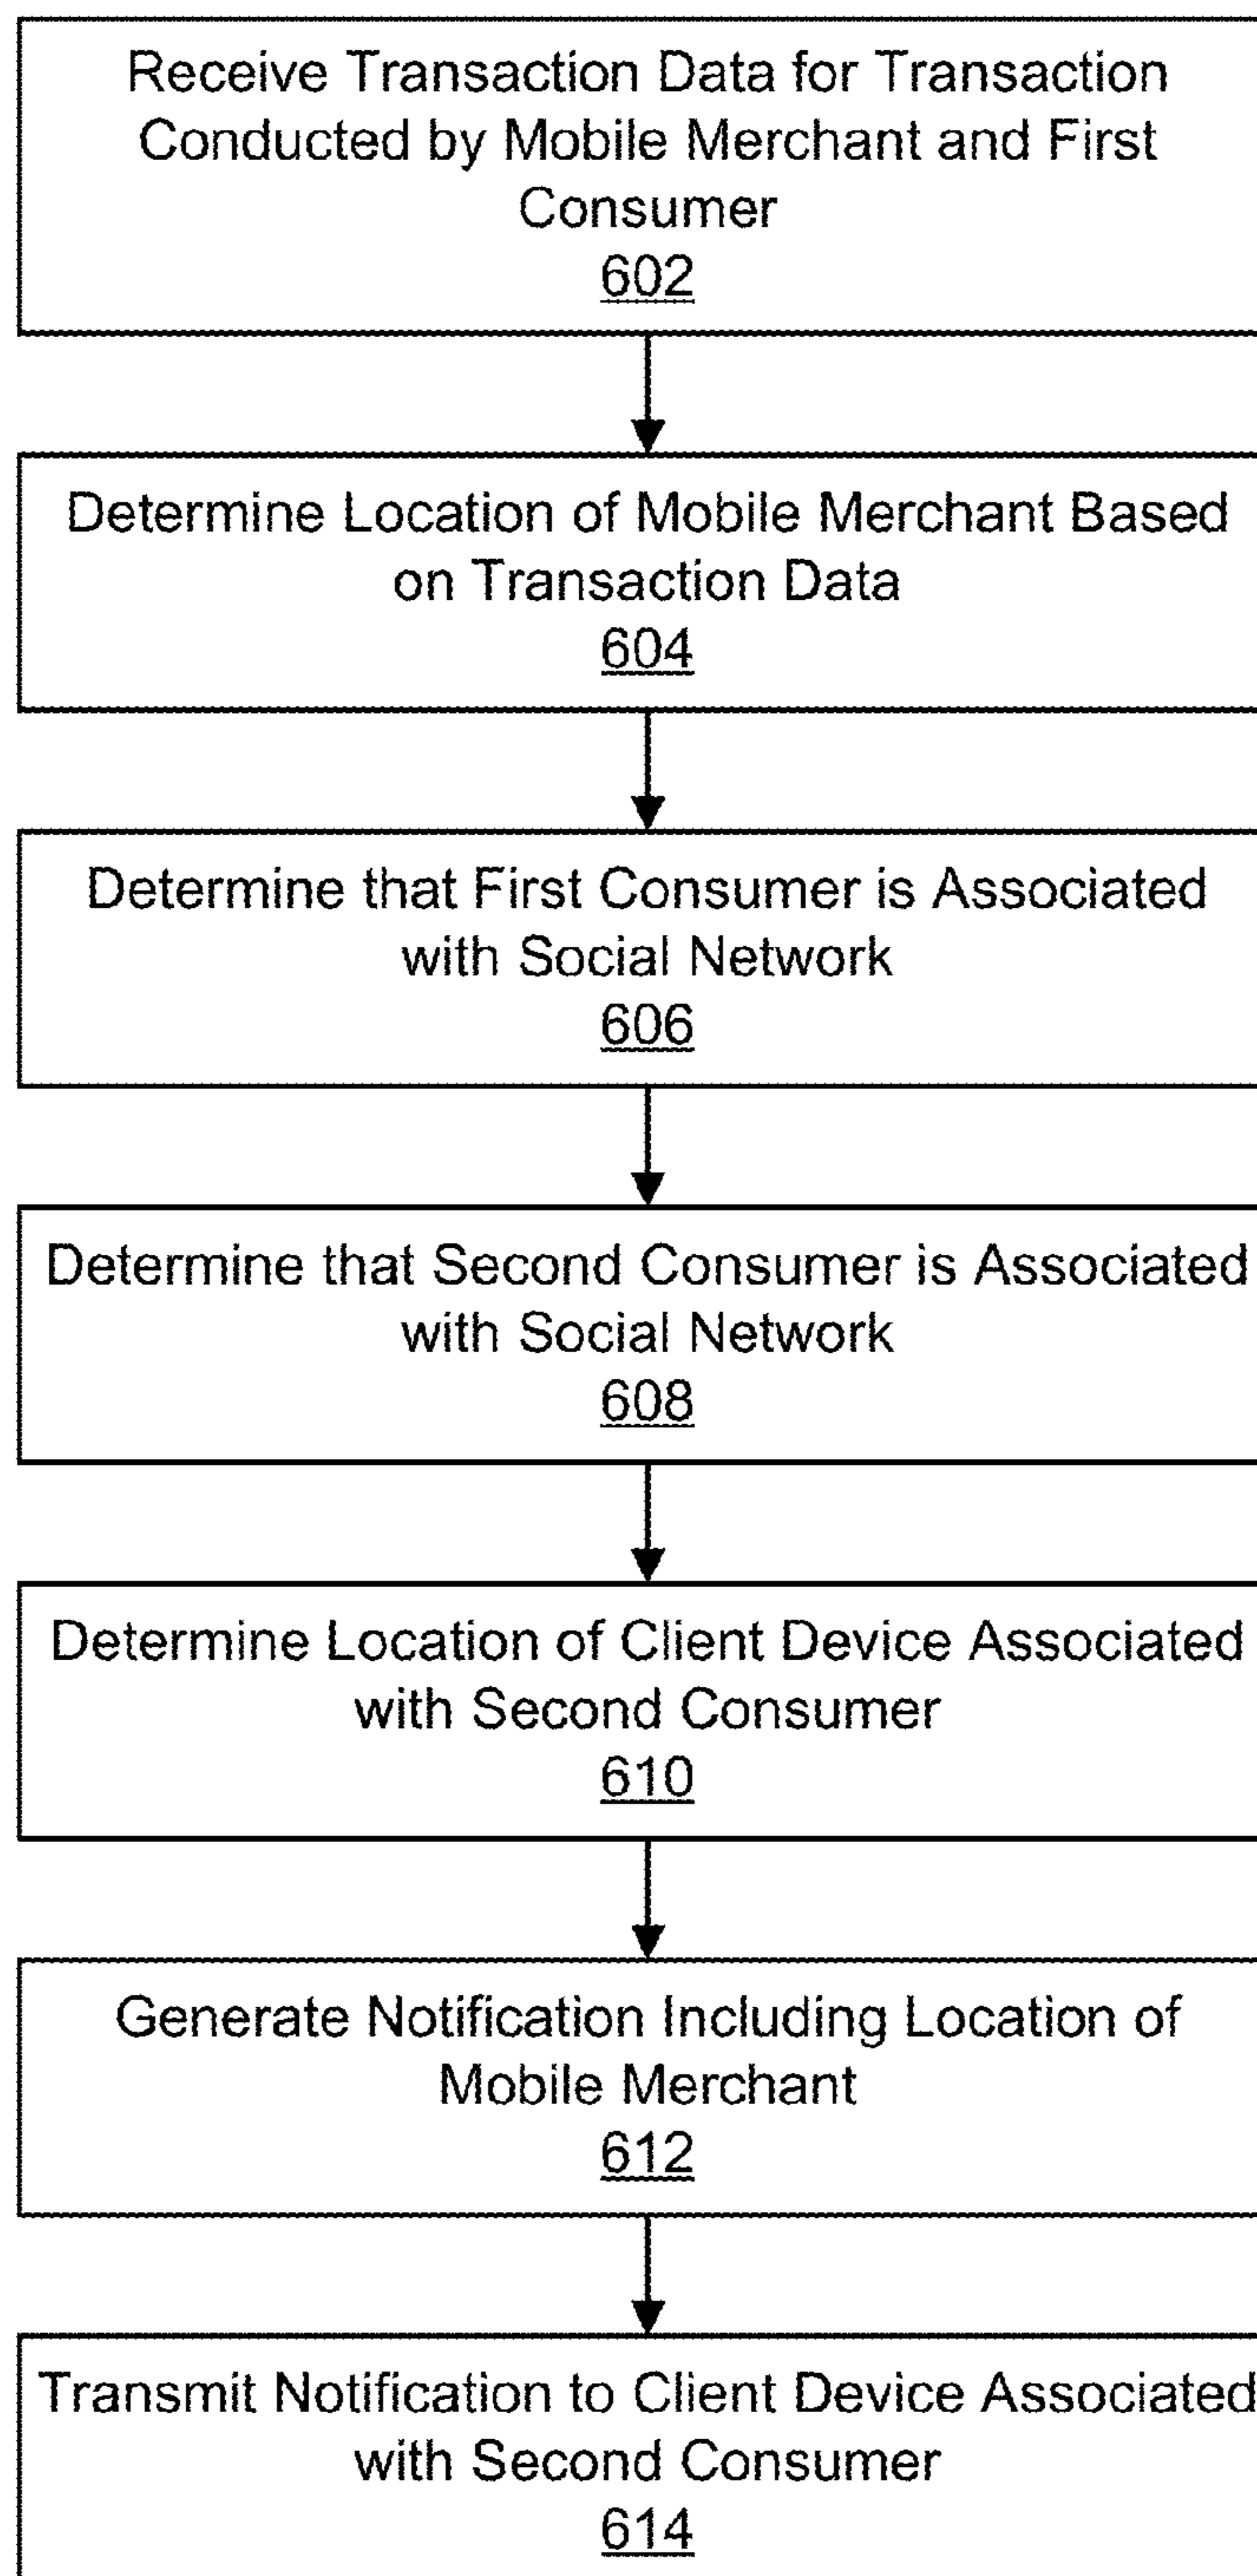 Receive Transaction Data for Transaction
Conducted by Mobile Merchant and First
Consumer
602
Determine Location of Mobile Merchant Based
on Transaction Data
604
Determine that First Consumer is Associated
with Social Network
606
Determine that Second Consumer is Associated
with Social Network
608
Determine Location of Client Device Associated
with Second Consumer
610
Generate Notification Including Location of
Mobile Merchant
612
Transmit Notification to Client Device Associated
with Second Consumer
614